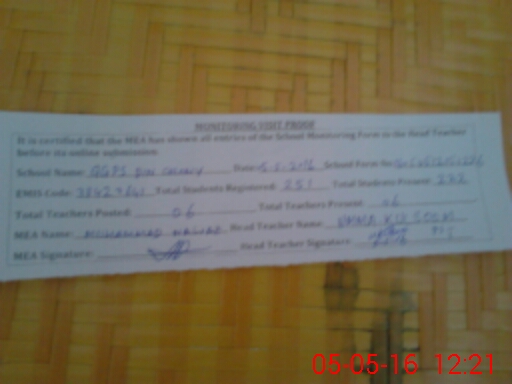 MONITORING VISIT PROOF
It is certified that the MEA has shown all entries of the School Monitoring Form to the Head Teacher
before its online submission.
School Name: GGPS Date: 5-5-2016 School Form No:
EMIS Code: Total Students Registered: 251 Total Students Present: 232
Total Teachers Posted: 06 Total Teachers Present: 06
MEA Name: MUHAMMAD Head Teacher Name: UMMA KULSOOM
MEA Signature: Head Teacher Signature:
05-05-16 12:21